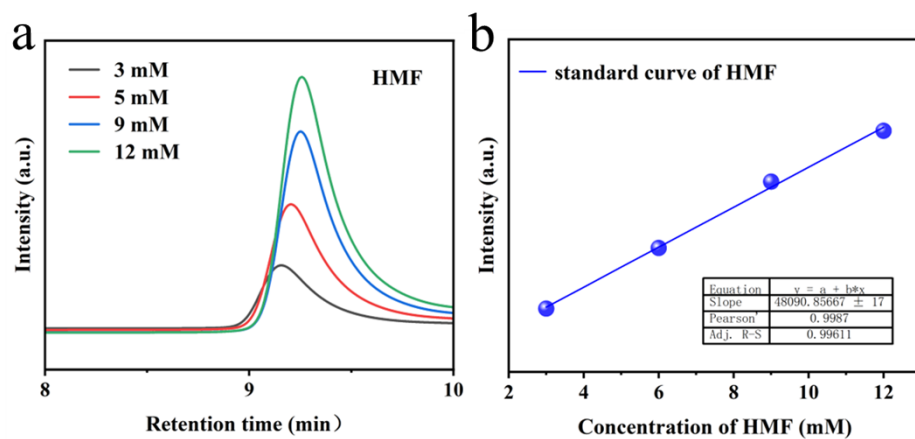 a
3 mM
5 mM
9 mM
12 mM
HMF
Intensity (a.u.)
8
9
10
Retention time (min）
b
standard curve of HMF
Intensity (a.u.)
Equation y = a + b*x
Slope 48090.85667 ± 17
Pearson' 0.9987
Adj. R-S 0.99611
2
4
6
8
10
12
Concentration of HMF (mM)